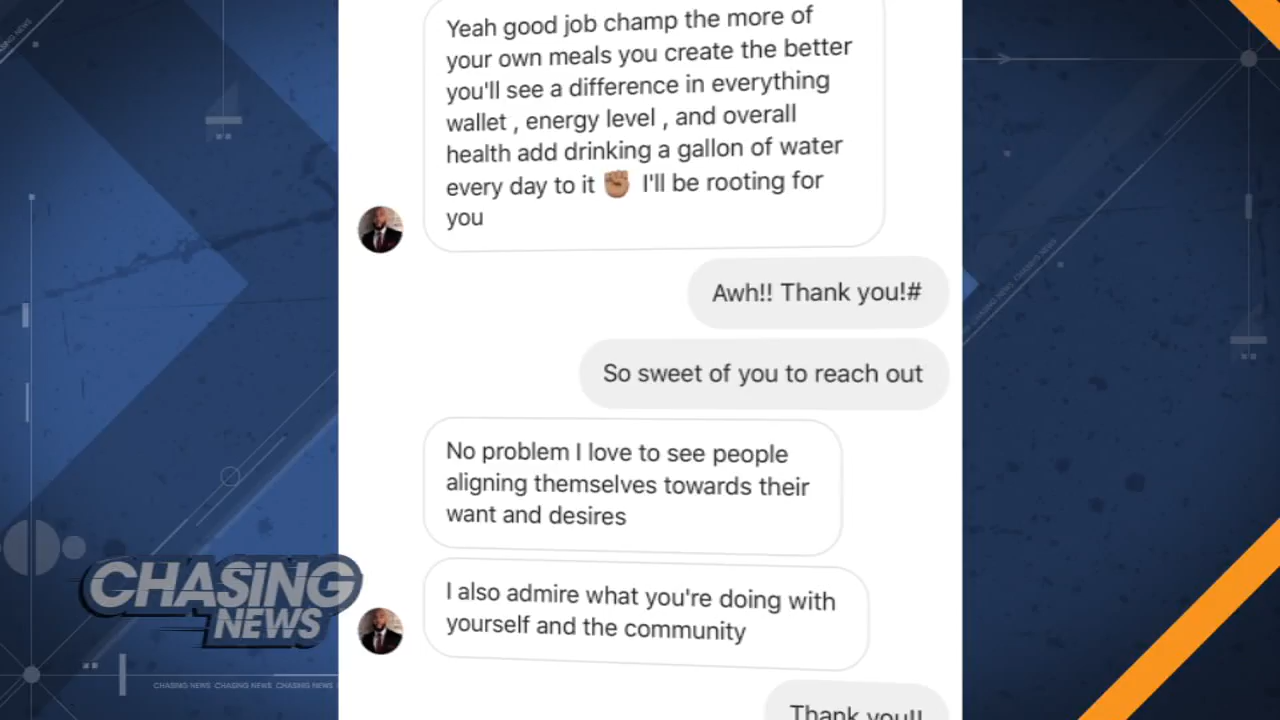 Yeah good job champ the more of
your own meals you create the better
you'll see a difference in everything
wallet , energy level , and overall
health add drinking a gallon of water
every day to it ✊🏽 I'll be rooting for
you
Awh!! Thank you!#
So sweet of you to reach out
No problem I love to see people
aligning themselves towards their
want and desires
I also admire what you're doing with
yourself and the community
Thank you!!
CHASING
NEWS
CHASING NEWS CHASING NEWS CHASING NEWS
CHASING NEWS CHASING NEWS